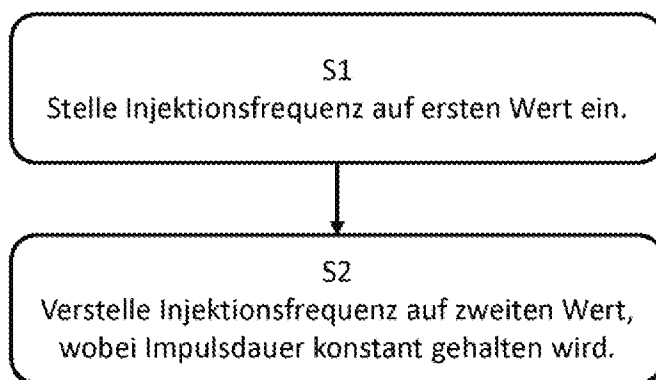 S1
Stelle Injektionsfrequenz auf ersten Wert ein.
S2
Verstelle Injektionsfrequenz auf zweiten Wert,
wobei Impulsdauer konstant gehalten wird.